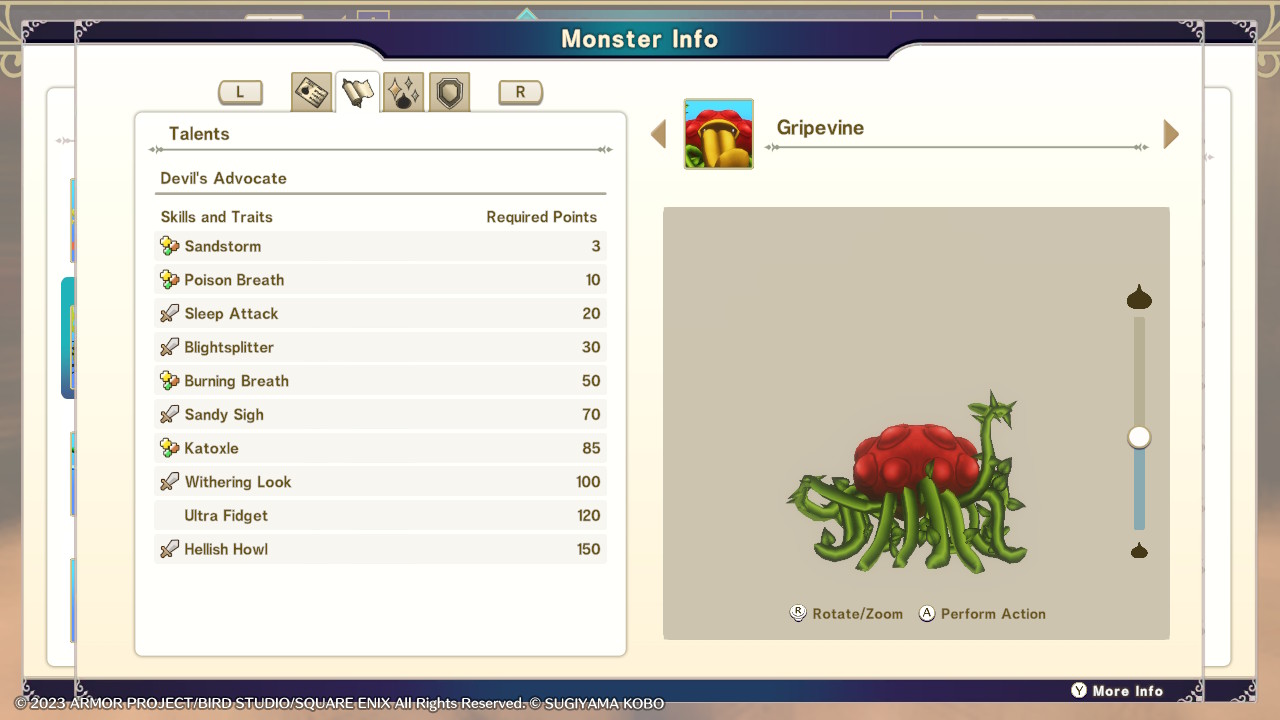 Monster Info
L
R
Talents
Devil's Advocate
Skills and Traits Required Points
Sandstorm 3
Poison Breath 10
Sleep Attack 20
Blightsplitter 30
Burning Breath 50
Sandy Sigh 70
Katoxle 85
Withering Look 100
Ultra Fidget 120
Hellish Howl 150
Gripevine
R Rotate/Zoom A Perform Action
Y More Info
© 2023 ARMOR PROJECT/BIRD STUDIO/SQUARE ENIX All Rights Reserved. © SUGIYAMA KOBO